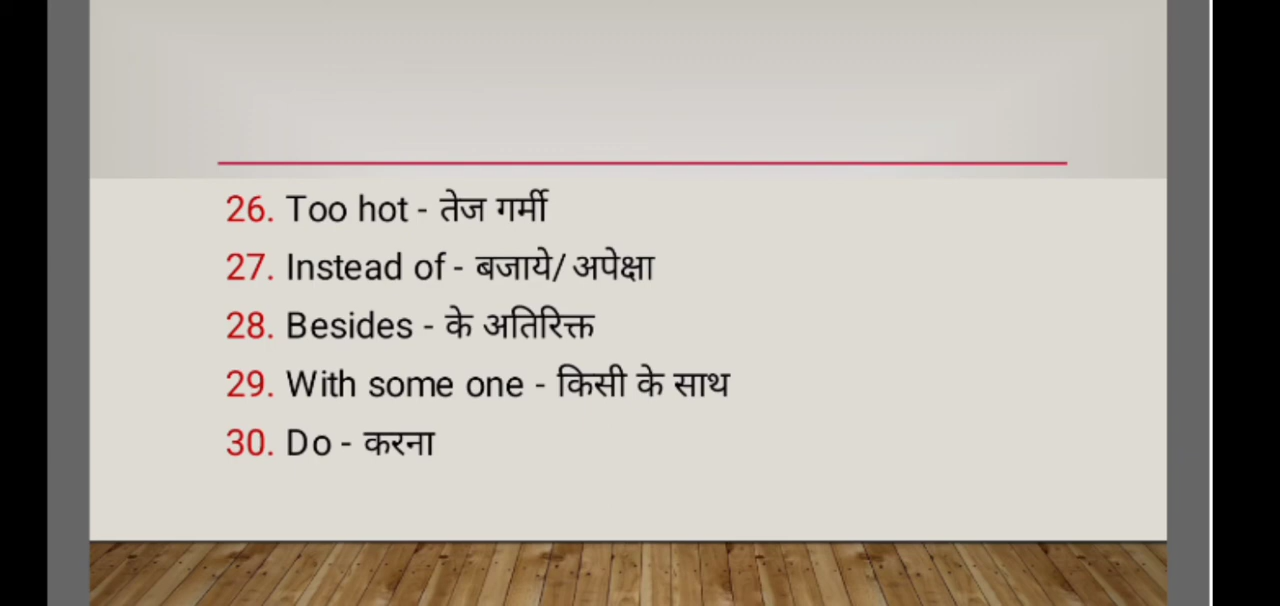 26. Too hot - तेज गर्मी
27. Instead of - बजाये/ अपेक्षा
28. Besides - के अतिरिक्त
29. With some one - किसी के साथ
30. Do - करना